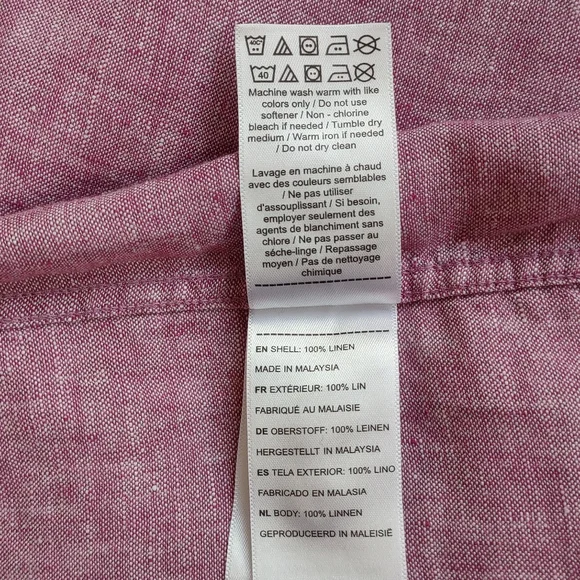 40C°
40
Machine wash warm with like
colors only / Do not use
softener / Non - chlorine
bleach if needed / Tumble dry
medium / Warm iron if needed
/ Do not dry clean
Lavage en machine à chaud
avec des couleurs semblables
/ Ne pas utiliser
d'assouplissant / Si besoin,
employer seulement des
agents de blanchiment sans
chlore / Ne pas passer au
séche-linge / Repassage
moyen / Pas de nettoyage
chimique
EN SHELL: 100% LINEN
MADE IN MALAYSIA
FR EXTÉRIEUR: 100% LIN
FABRIQUÉ AU MALAISIE
DE OBERSTOFF: 100% LEINEN
HERGESTELLT IN MALAYSIA
ES TELA EXTERIOR: 100% LINO
FABRICADO EN MALASIA
NL BODY: 100% LINNEN
GEPRODUCEERD IN MALEISIË